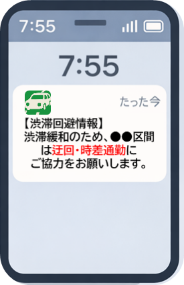 7:55
7:55
たった今
【渋滞回避情報】
渋滞緩和のため、●●区間
は迂回・時差通勤に
ご協力をお願いします。